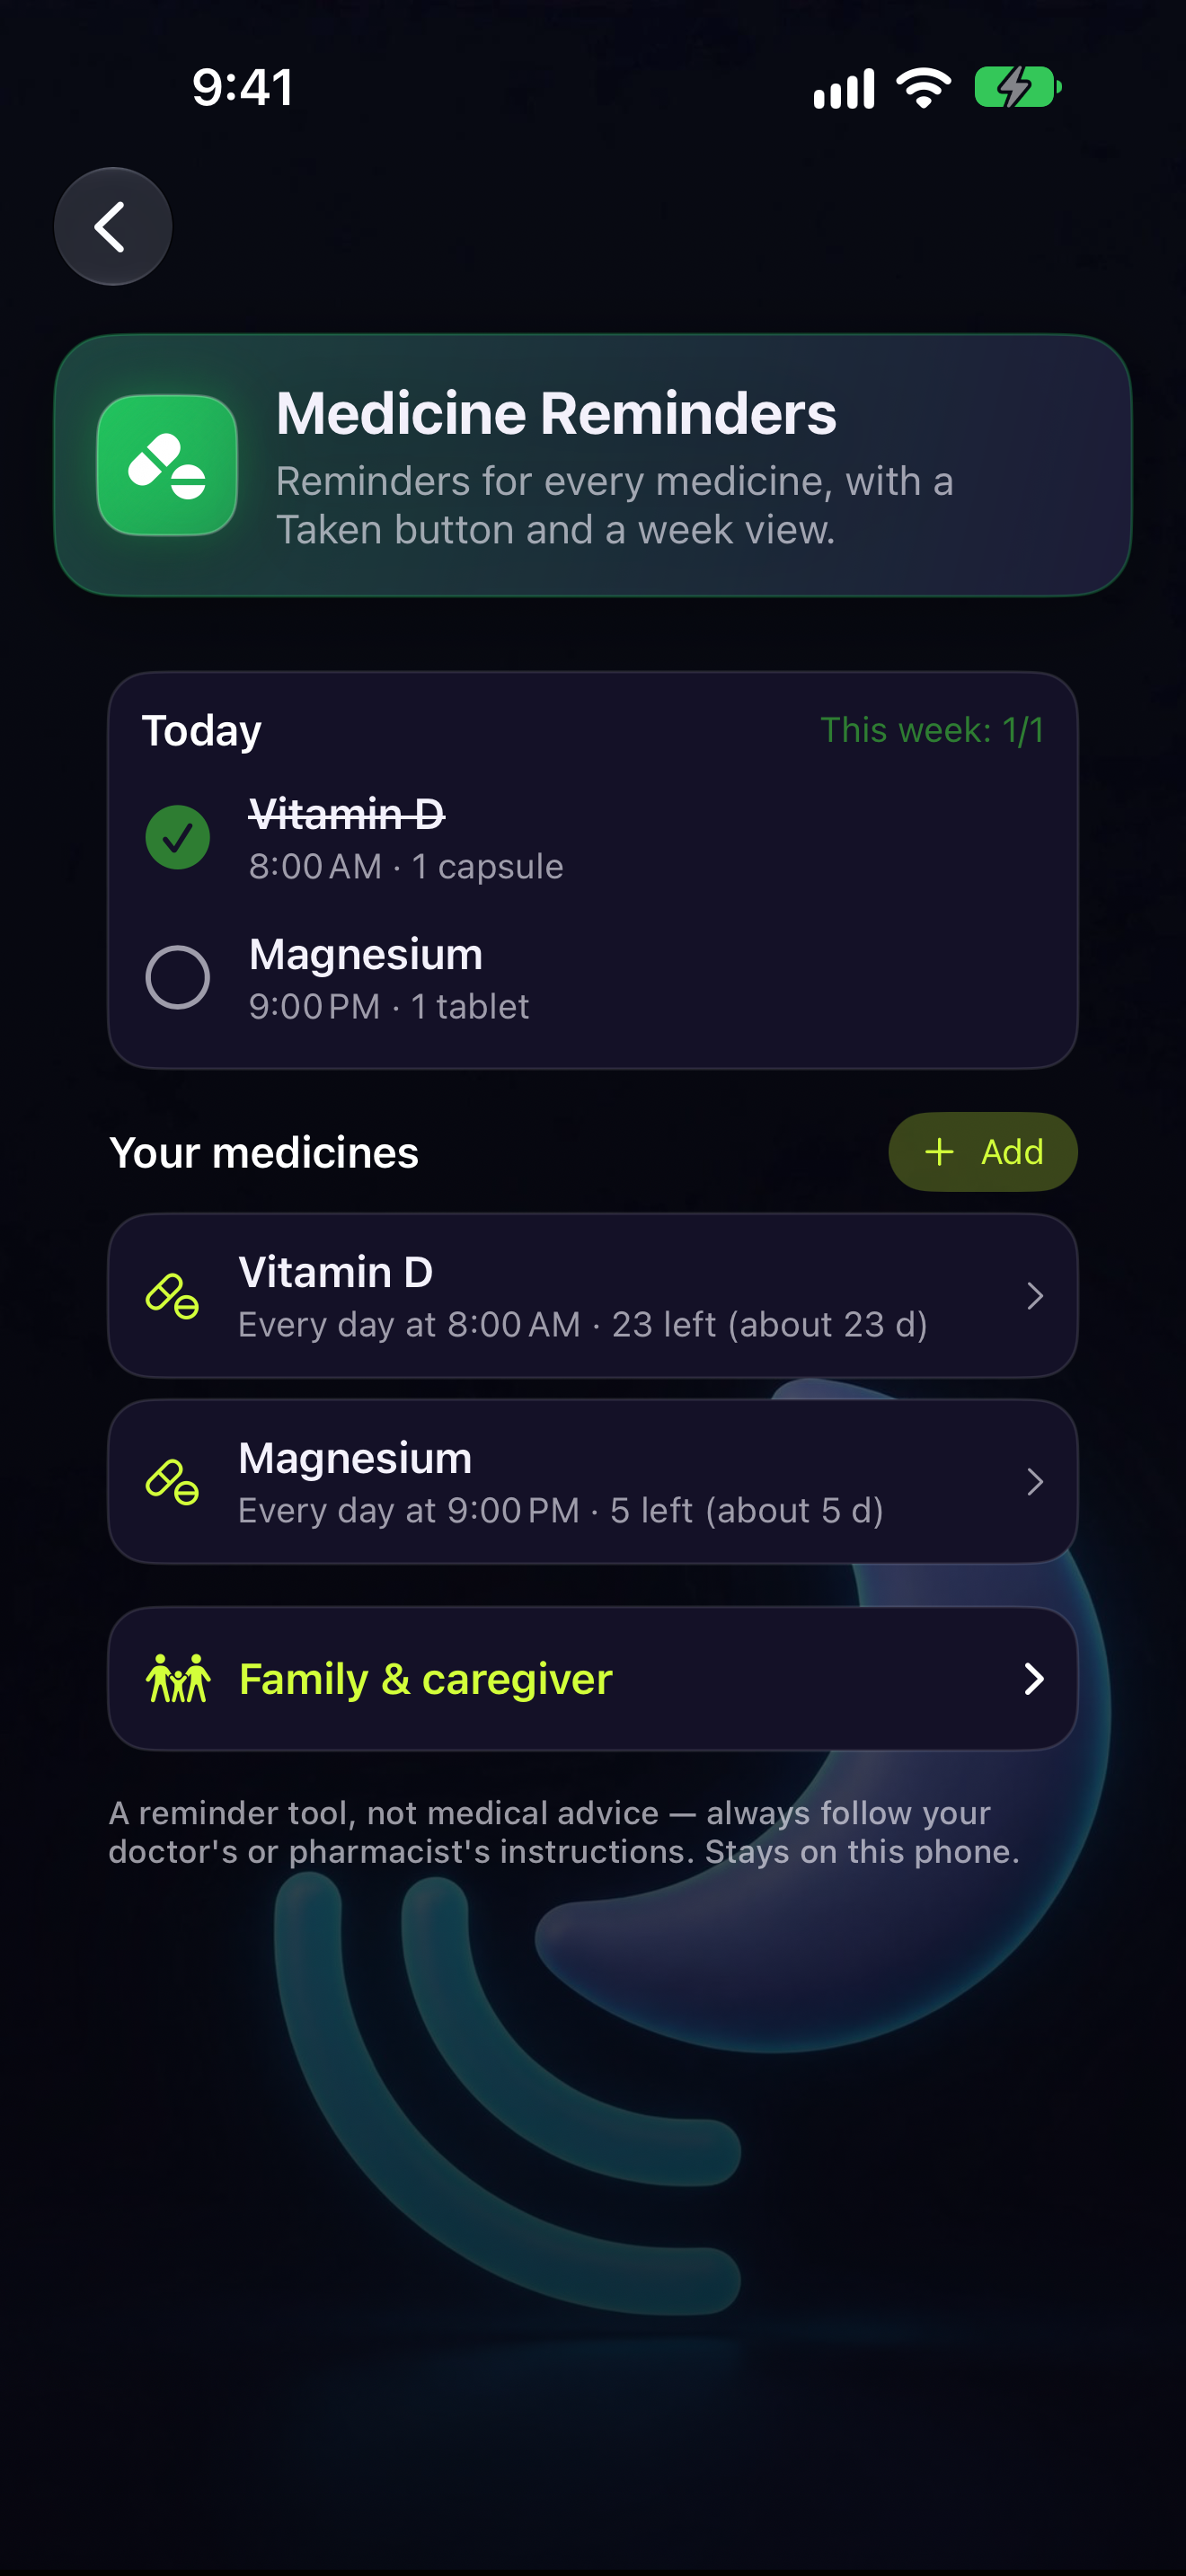 9:41
Medicine Reminders
Reminders for every medicine, with a
Taken button and a week view.
Today
This week: 1/1
Vitamin D
8:00 AM · 1 capsule
Magnesium
9:00 PM · 1 tablet
Your medicines
+ Add
Vitamin D
Every day at 8:00 AM · 23 left (about 23 d)
Magnesium
Every day at 9:00 PM · 5 left (about 5 d)
Family & caregiver
A reminder tool, not medical advice — always follow your
doctor's or pharmacist's instructions. Stays on this phone.